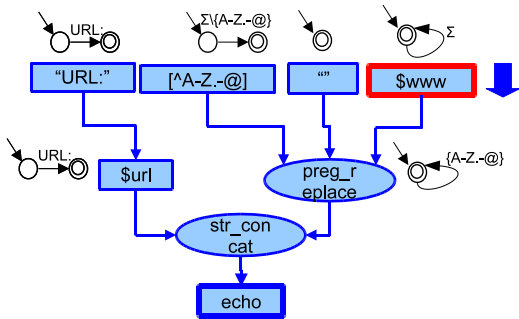 URL:
Σ\{A-Z.-@}
Σ
“URL:”
[^A-Z.-@]
“”
$www
URL:
$url
preg_r
eplace
{A-Z.-@}
str_con
cat
echo